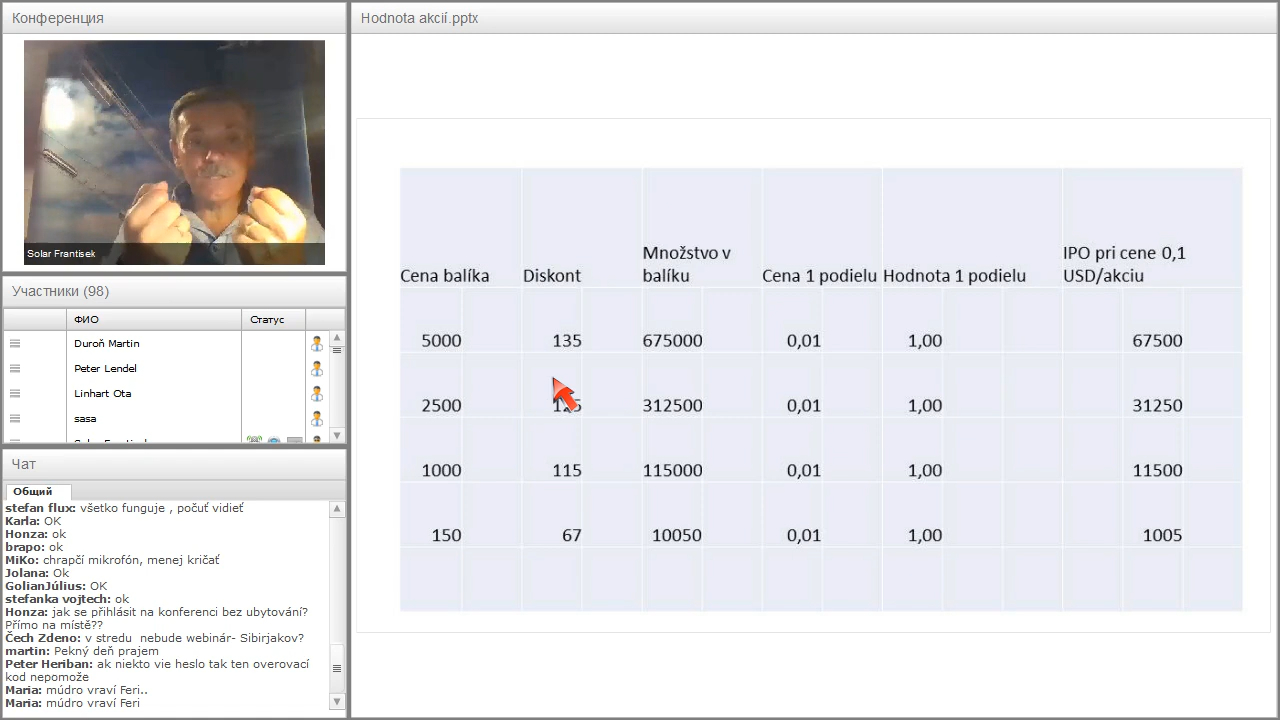 Конференция
Solar Frantisek
Участники (98)
ФИО Статус
Duroň Martin
Peter Lendel
Linhart Ota
sasa
Чат
Общий
stefan flux: všetko funguje , počuť vidieť
Karla: OK
Honza: ok
brapo: ok
MiKo: chrapčí mikrofón, menej kričať
Jolana: Ok
GolianJúlius: OK
stefanka vojtech: ok
Honza: jak se přihlásit na konferenci bez ubytování?
Přímo na místě??
Čech Zdeno: v stredu nebude webinár- Sibirjakov?
martin: Pekný deň prajem
Peter Heriban: ak niekto vie heslo tak ten overovací
kod nepomože
Maria: múdro vraví Feri..
Maria: múdro vraví Feri
Hodnota akcií.pptx
Množstvo v IPO pri cene 0,1
Cena balíka Diskont balíku Cena 1 podielu Hodnota 1 podielu USD/akciu
5000 135 675000 0,01 1,00 67500
2500 312500 0,01 1,00 31250
1000 115 115000 0,01 1,00 11500
150 67 10050 0,01 1,00 1005